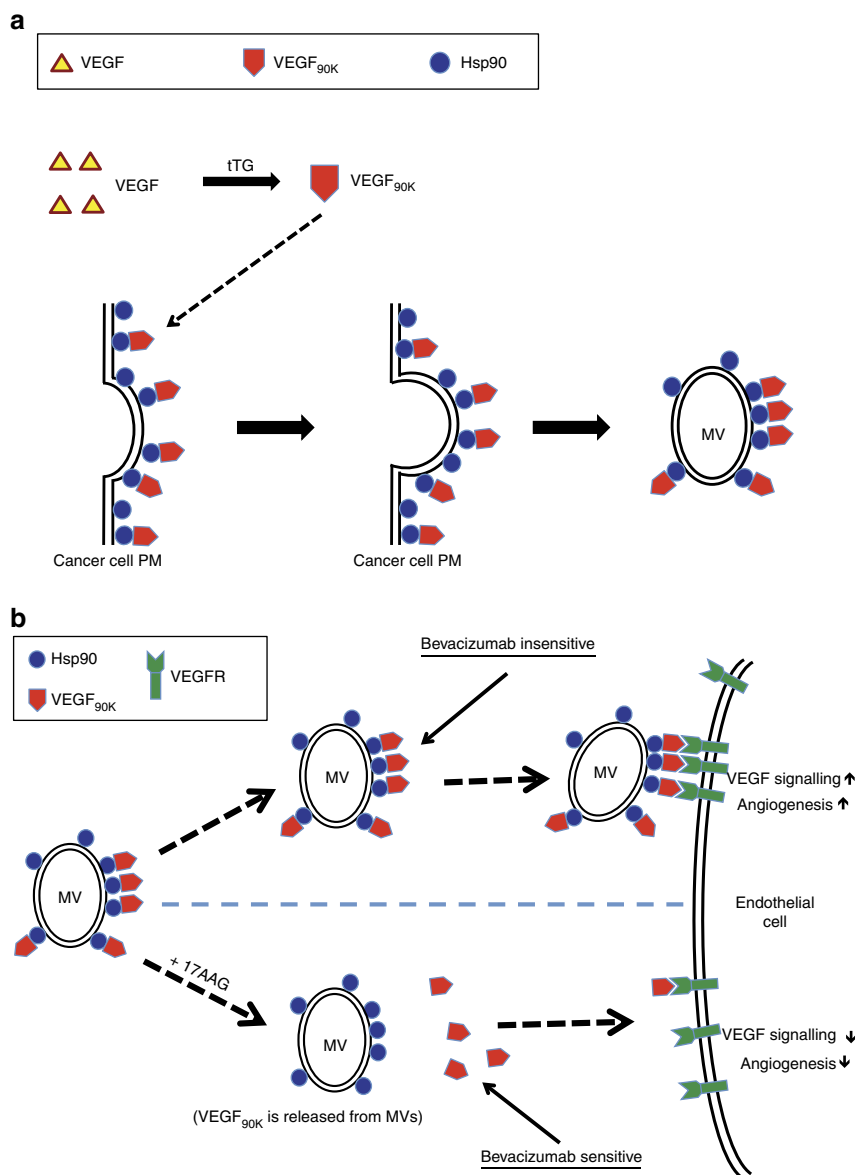 a
VEGF VEGF90K Hsp90
tTG
VEGF VEGF90K
MV
Cancer cell PM Cancer cell PM
b
Hsp90
VEGFR
VEGF90K
Bevacizumab insensitive
MV
MV
VEGF signalling ↑
Angiogenesis ↑
MV
Endothelial
cell
+ 17AAG
MV
VEGF signalling ↓
Angiogenesis ↓
(VEGF90K is released from MVs)
Bevacizumab sensitive